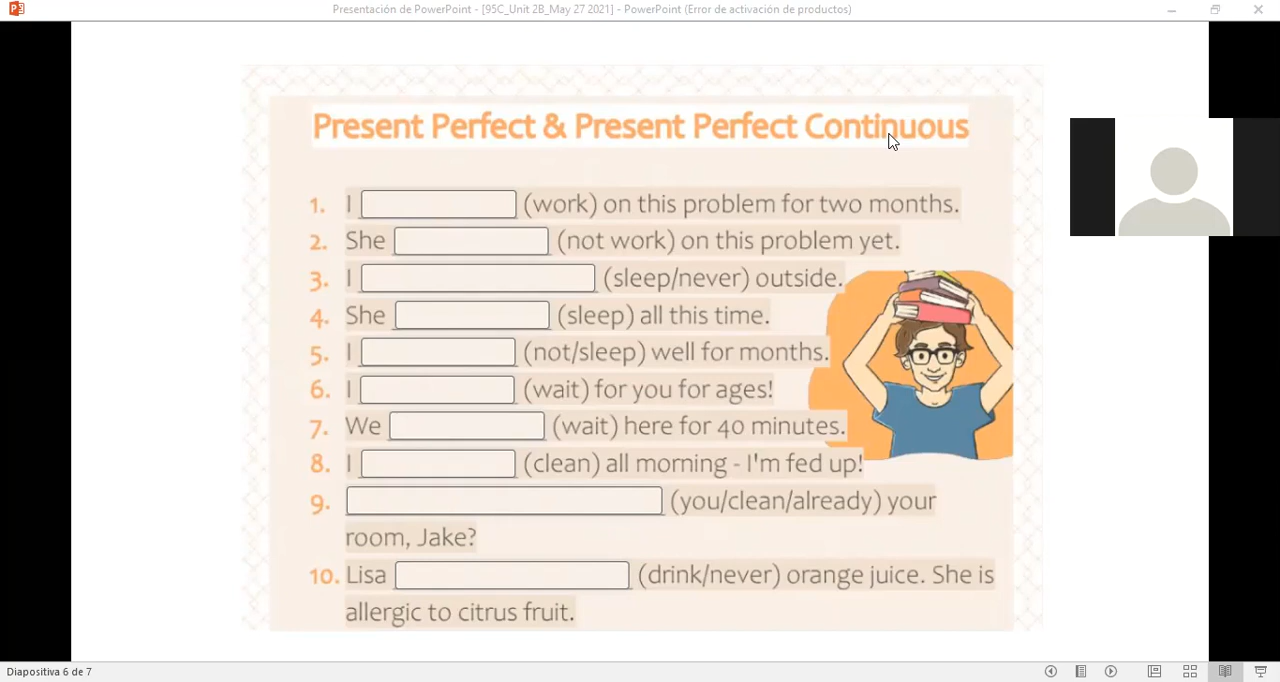 Presentación de PowerPoint - [95C_Unit 2B_May 27 2021] - PowerPoint (Error de activación de productos)
Present Perfect & Present Perfect Continuous
1. I (work) on this problem for two months.
2. She (not work) on this problem yet.
3. I (sleep/never) outside.
4. She (sleep) all this time.
5. I (not/sleep) well for months.
6. I (wait) for you for ages!
7. We (wait) here for 40 minutes.
8. I (clean) all morning - I'm fed up!
9. (you/clean/already) your
room, Jake?
10. Lisa (drink/never) orange juice. She is
allergic to citrus fruit.
Diapositiva 6 de 7